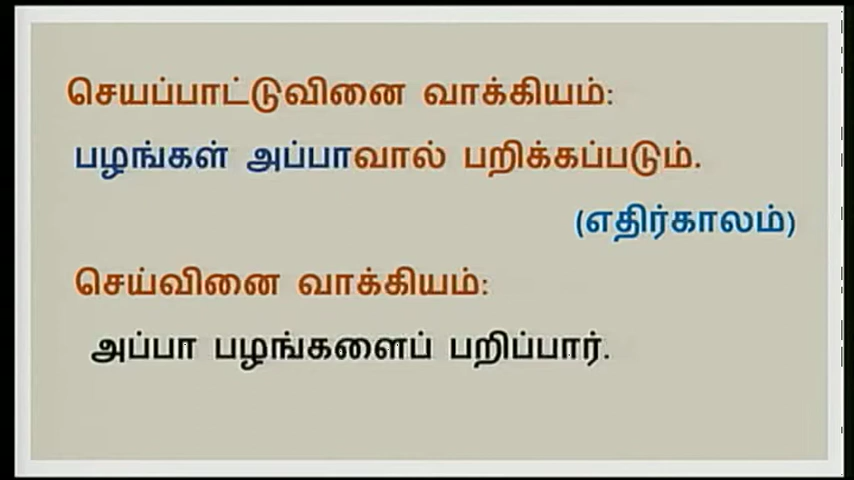 செயப்பாட்டுவினை வாக்கியம்:
பழங்கள் அப்பாவால் பறிக்கப்படும்.
(எதிர்காலம்)
செய்வினை வாக்கியம்:
அப்பா பழங்களைப் பறிப்பார்.